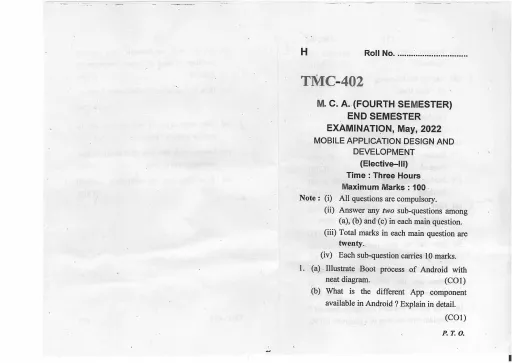 H Roll No. ..............................
TMC-402
M. C. A. (FOURTH SEMESTER)
END SEMESTER
EXAMINATION, May, 2022
MOBILE APPLICATION DESIGN AND
DEVELOPMENT
(Elective–III)
Time : Three Hours
Maximum Marks : 100
Note : (i) All questions are compulsory.
(ii) Answer any two sub-questions among
(a), (b) and (c) in each main question.
(iii) Total marks in each main question are
twenty.
(iv) Each sub-question carries 10 marks.
1. (a) Illustrate Boot process of Android with
neat diagram. (CO1)
(b) What is the different App component
available in Android ? Explain in detail.
(CO1)
P. T. O.